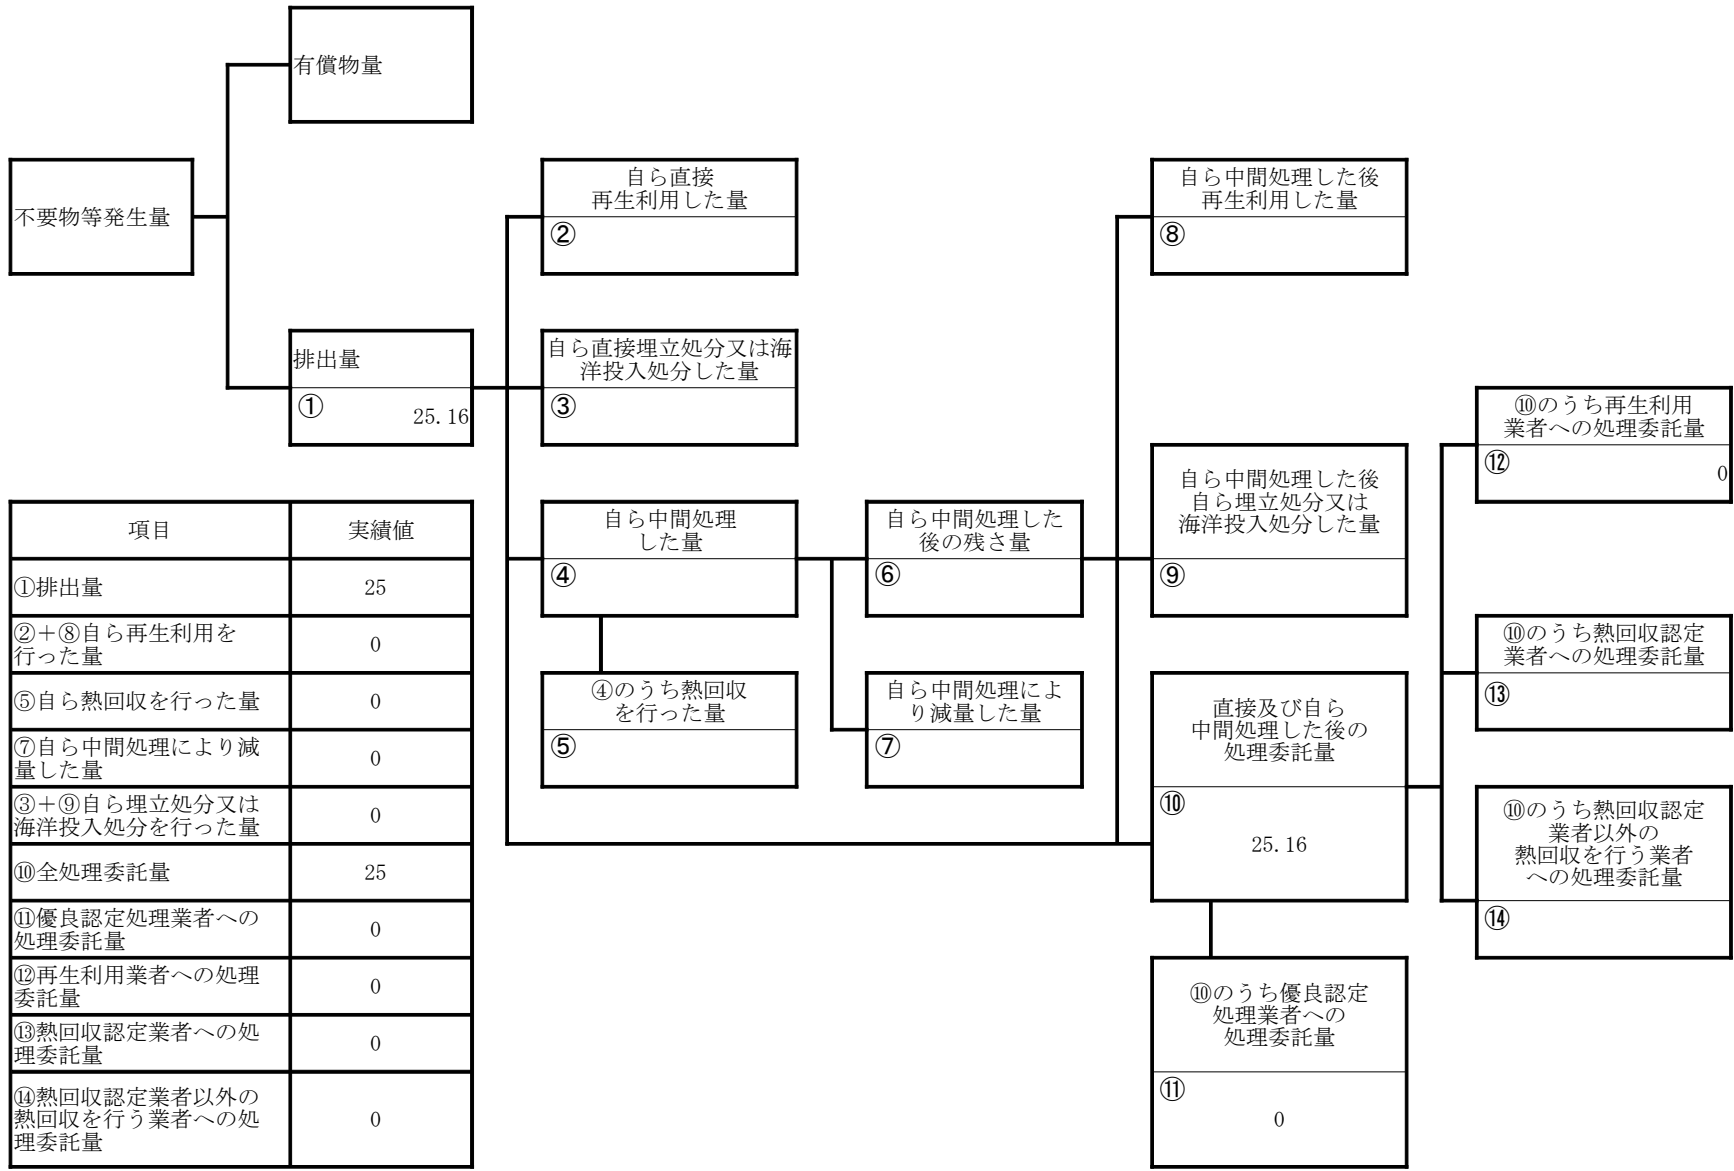 有償物量
不要物等発生量
排出量
①
25.16
自ら直接
再生利用した量
②
自ら直接埋立処分又は海
洋投入処分した量
③
自ら中間処理
した量
④
④のうち熱回収
を行った量
⑤
自ら中間処理した
後の残さ量
⑥
自ら中間処理によ
り減量した量
⑦
自ら中間処理した後
再生利用した量
⑧
自ら中間処理した後
自ら埋立処分又は
海洋投入処分した量
⑨
直接及び自ら
中間処理した後の
処理委託量
⑩
25.16
⑩のうち優良認定
処理業者への
処理委託量
⑪
0
⑩のうち再生利用
業者への処理委託量
⑫
0
⑩のうち熱回収認定
業者への処理委託量
⑬
⑩のうち熱回収認定
業者以外の
熱回収を行う業者
への処理委託量
⑭
項目 実績値
①排出量 25
②+⑧自ら再生利用を
行った量 0
⑤自ら熱回収を行った量 0
⑦自ら中間処理により減
量した量 0
③+⑨自ら埋立処分又は
海洋投入処分を行った量 0
⑩全処理委託量 25
⑪優良認定処理業者への
処理委託量 0
⑫再生利用業者への処理
委託量 0
⑬熱回収認定業者への処
理委託量 0
⑭熱回収認定業者以外の
熱回収を行う業者への処
理委託量 0